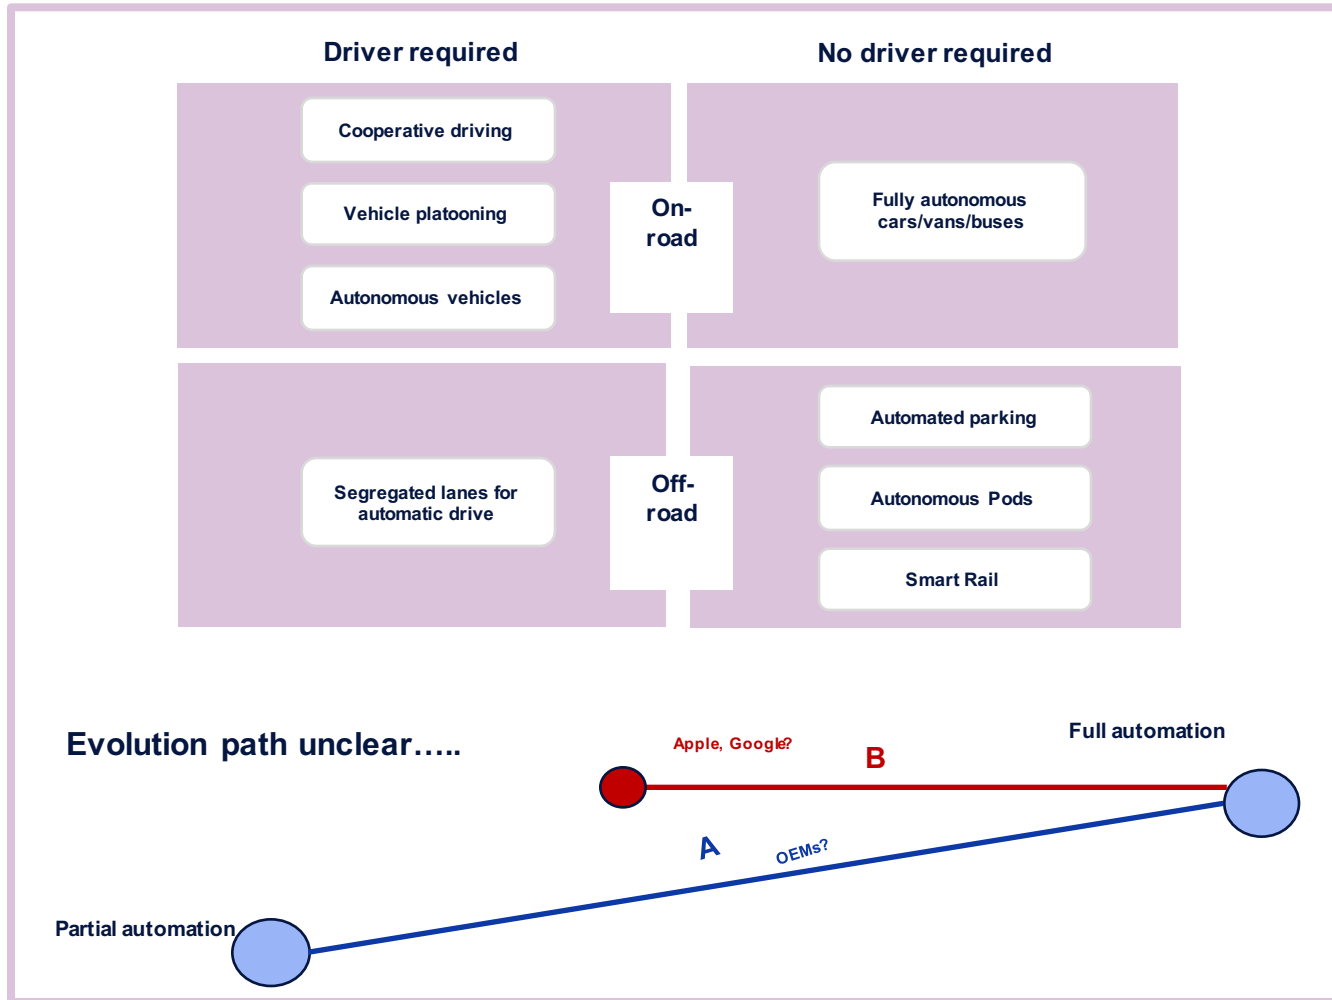 Driver required
No driver required
Cooperative driving
Vehicle platooning
Autonomous vehicles
On-
road
Fully autonomous
cars/vans/buses
Segregated lanes for
automatic drive
Off-
road
Automated parking
Autonomous Pods
Smart Rail
Evolution path unclear.....
Apple, Google?
B
Full automation
A
OEMs?
Partial automation